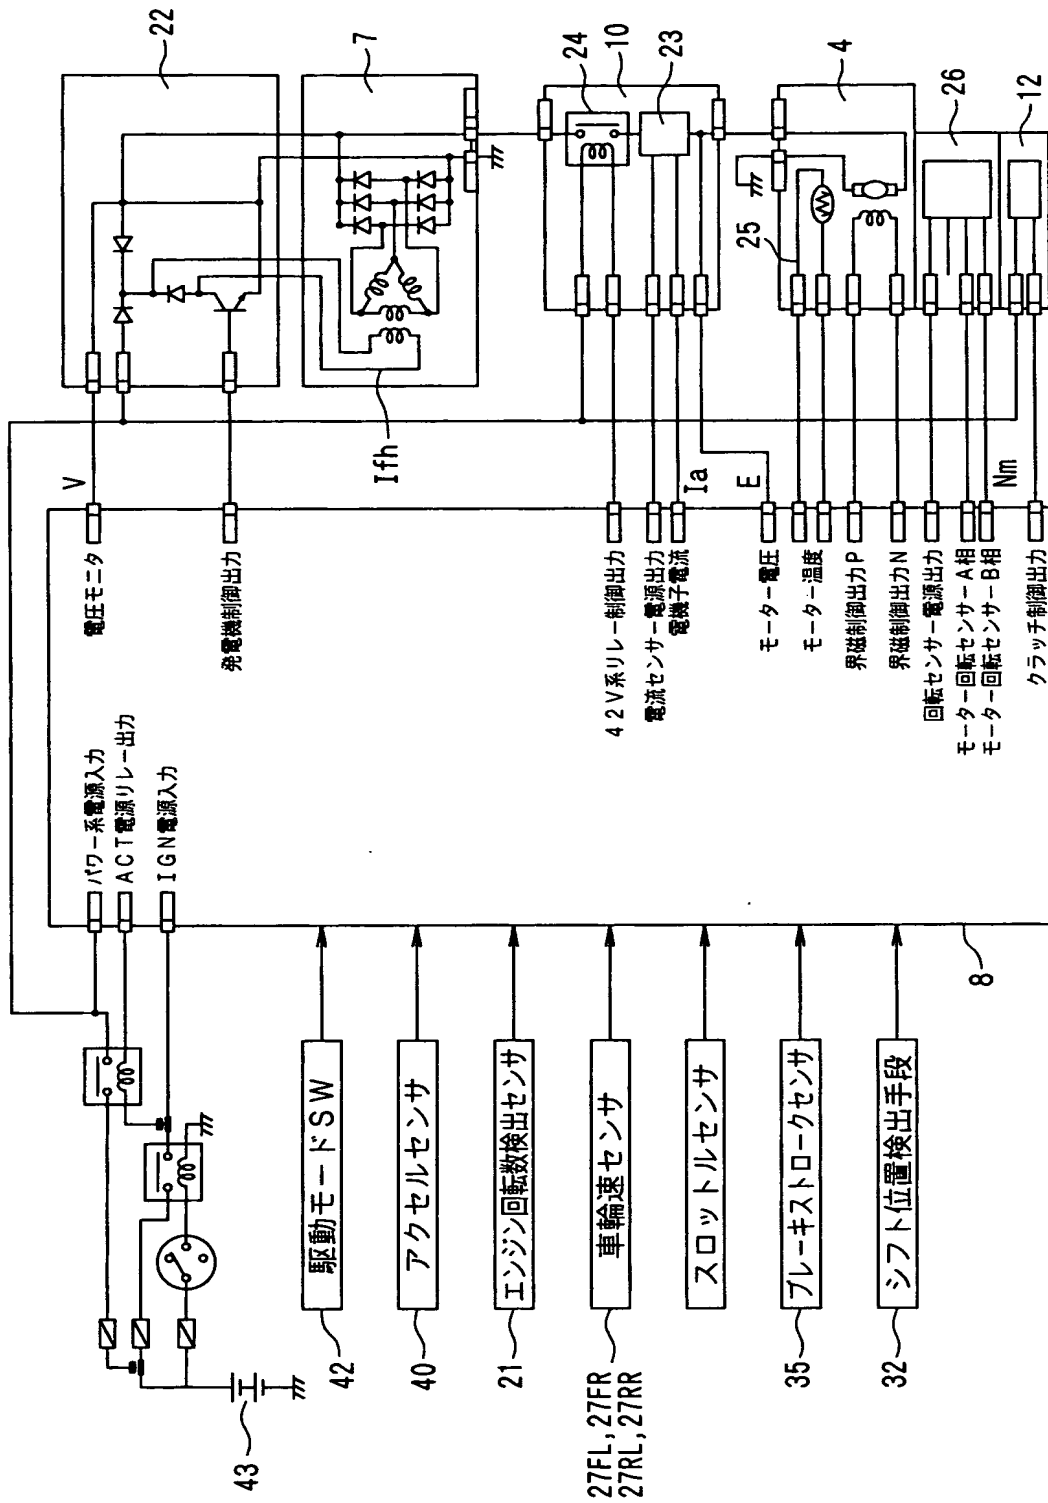 22
7
24
10
23
4
26
12
25
Ifh
V
Ia
E
Nm
電圧モニタ
発電機制御出力
42V系リレー制御出力
電流センサー電源出力
電機子電流
モーター電圧
モーター温度
界磁制御出力P
界磁制御出力N
回転センサー電源出力
モーター回転センサーA相
モーター回転センサーB相
クラッチ制御出力
パワー系電源入力
ACT電源リレー出力
IGN電源入力
8
43
駆動モードSW
42
アクセルセンサ
40
エンジン回転数検出センサ
21
車輪速センサ
27FL,27FR
27RL,27RR
スロットルセンサ
ブレーキストロークセンサ
35
シフト位置検出手段
32